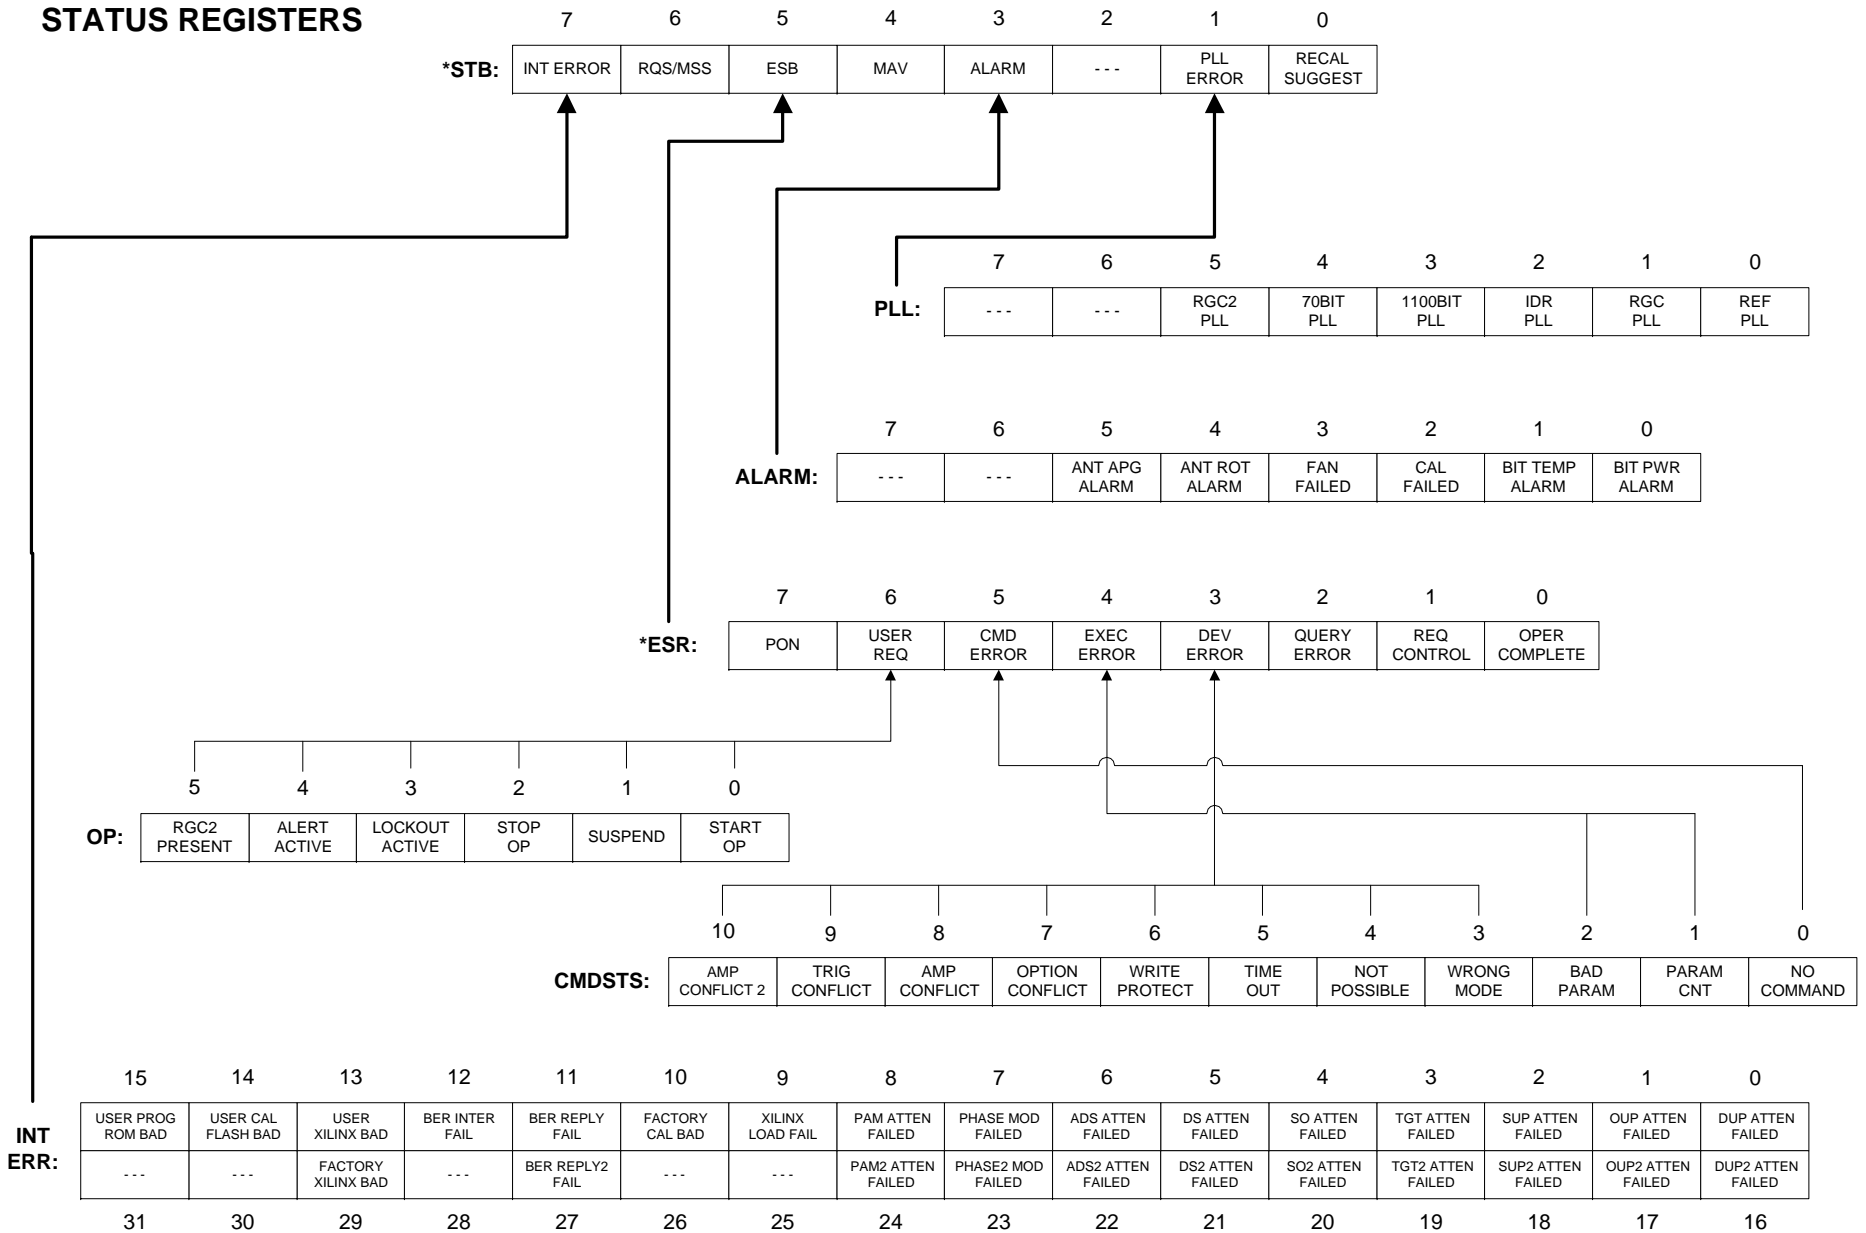 STATUS REGISTERS
7 6 5 4 3 2 1 0
*STB: INT ERROR RQS/MSS ESB MAV ALARM - - - PLL ERROR RECAL SUGGEST
7 6 5 4 3 2 1 0
PLL: - - - - - - RGC2 PLL 70BIT PLL 1100BIT PLL IDR PLL RGC PLL REF PLL
7 6 5 4 3 2 1 0
ALARM: - - - - - - ANT APG ALARM ANT ROT ALARM FAN FAILED CAL FAILED BIT TEMP ALARM BIT PWR ALARM
7 6 5 4 3 2 1 0
*ESR: PON USER REQ CMD ERROR EXEC ERROR DEV ERROR QUERY ERROR REQ CONTROL OPER COMPLETE
5 4 3 2 1 0
OP: RGC2 PRESENT ALERT ACTIVE LOCKOUT ACTIVE STOP OP SUSPEND START OP
10 9 8 7 6 5 4 3 2 1 0
CMDSTS: AMP CONFLICT 2 TRIG CONFLICT AMP CONFLICT OPTION CONFLICT WRITE PROTECT TIME OUT NOT POSSIBLE WRONG MODE BAD PARAM PARAM CNT NO COMMAND
15 14 13 12 11 10 9 8 7 6 5 4 3 2 1 0
INT ERR: USER PROG ROM BAD USER CAL FLASH BAD USER XILINX BAD BER INTER FAIL BER REPLY FAIL FACTORY CAL BAD XILINX LOAD FAIL PAM ATTEN FAILED PHASE MOD FAILED ADS ATTEN FAILED DS ATTEN FAILED SO ATTEN FAILED TGT ATTEN FAILED SUP ATTEN FAILED OUP ATTEN FAILED DUP ATTEN FAILED
- - - - - - FACTORY XILINX BAD - - - BER REPLY2 FAIL - - - - - - PAM2 ATTEN FAILED PHASE2 MOD FAILED ADS2 ATTEN FAILED DS2 ATTEN FAILED SO2 ATTEN FAILED TGT2 ATTEN FAILED SUP2 ATTEN FAILED OUP2 ATTEN FAILED DUP2 ATTEN FAILED
31 30 29 28 27 26 25 24 23 22 21 20 19 18 17 16